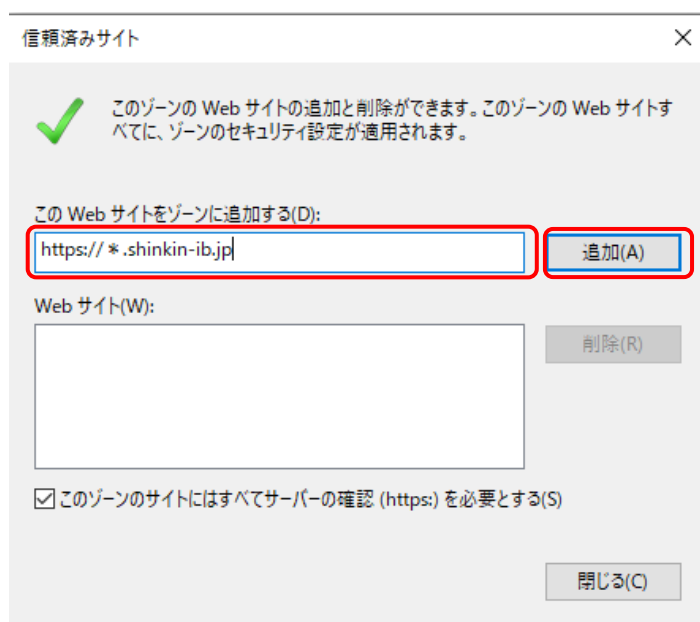 信頼済みサイト
このゾーンの Web サイトの追加と削除ができます。このゾーンの Web サイトす
べてに、ゾーンのセキュリティ設定が適用されます。
この Web サイトをゾーンに追加する(D):
https://＊.shinkin-ib.jp
追加(A)
Web サイト(W):
削除(R)
このゾーンのサイトにはすべてサーバーの確認 (https:) を必要とする(S)
閉じる(C)